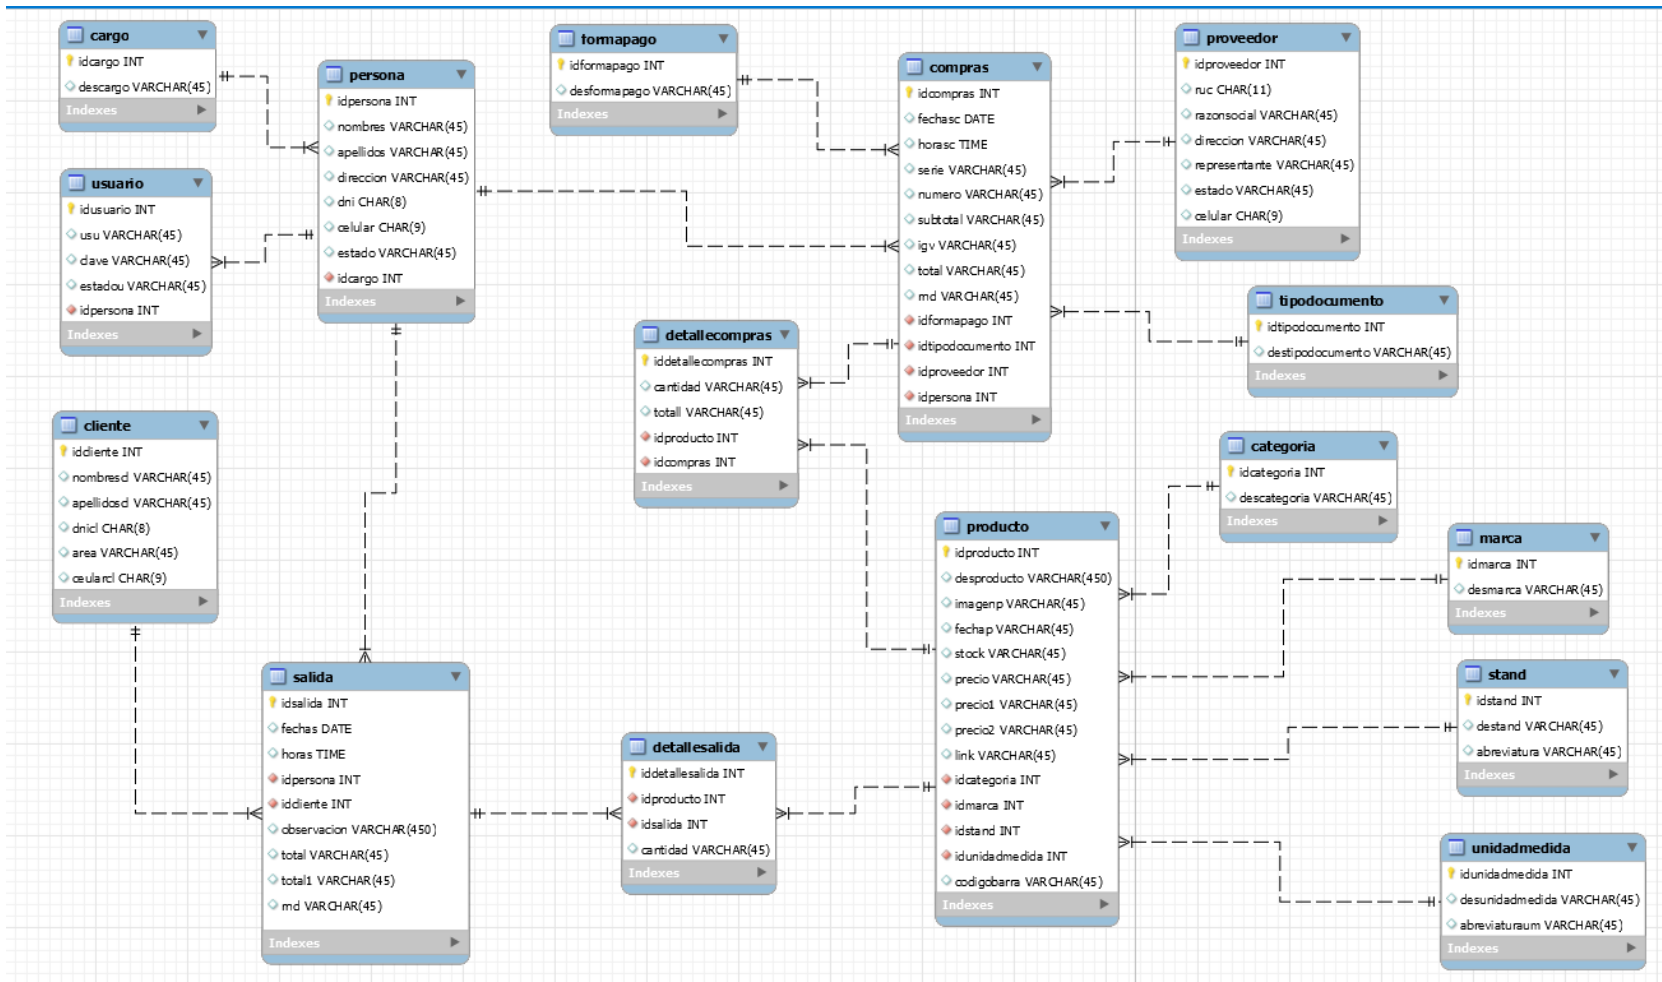 cargo
idcargo INT
descargo VARCHAR(45)
Indexes
persona
idpersona INT
nombres VARCHAR(45)
apellidos VARCHAR(45)
direccion VARCHAR(45)
dni CHAR(8)
celular CHAR(9)
estado VARCHAR(45)
idcargo INT
Indexes
usuario
idusuario INT
usu VARCHAR(45)
clave VARCHAR(45)
estadou VARCHAR(45)
idpersona INT
Indexes
formapago
idformapago INT
desformapago VARCHAR(45)
Indexes
compras
idcompras INT
fechasc DATE
horasc TIME
serie VARCHAR(45)
numero VARCHAR(45)
subtotal VARCHAR(45)
igv VARCHAR(45)
total VARCHAR(45)
rnd VARCHAR(45)
idformapago INT
idtipodocumento INT
idproveedor INT
idpersona INT
Indexes
proveedor
idproveedor INT
ruc CHAR(11)
razonsocial VARCHAR(45)
direccion VARCHAR(45)
representante VARCHAR(45)
estado VARCHAR(45)
celular CHAR(9)
Indexes
tipodocumento
idtipodocumento INT
destipodocumento VARCHAR(45)
Indexes
detallecompras
iddetallecompras INT
cantidad VARCHAR(45)
totall VARCHAR(45)
idproducto INT
idcompras INT
Indexes
cliente
idcliente INT
nombrescl VARCHAR(45)
apellidoscl VARCHAR(45)
dnicl CHAR(8)
area VARCHAR(45)
ceularcl CHAR(9)
Indexes
categoria
idcategoria INT
descategoria VARCHAR(45)
Indexes
producto
idproducto INT
desproducto VARCHAR(450)
imagenp VARCHAR(45)
fechap VARCHAR(45)
stock VARCHAR(45)
precio VARCHAR(45)
precio1 VARCHAR(45)
precio2 VARCHAR(45)
link VARCHAR(45)
idcategoria INT
idmarca INT
idstand INT
idunidadmedida INT
codigobarra VARCHAR(45)
Indexes
marca
idmarca INT
desmarca VARCHAR(45)
Indexes
stand
idstand INT
destand VARCHAR(45)
abreviatura VARCHAR(45)
Indexes
salida
idsalida INT
fechas DATE
horas TIME
idpersona INT
idcliente INT
observacion VARCHAR(450)
total VARCHAR(45)
total1 VARCHAR(45)
rnd VARCHAR(45)
Indexes
detallesalida
iddetallesalida INT
idproducto INT
idsalida INT
cantidad VARCHAR(45)
Indexes
unidadmedida
idunidadmedida INT
desunidadmedida VARCHAR(45)
abreviaturaum VARCHAR(45)
Indexes